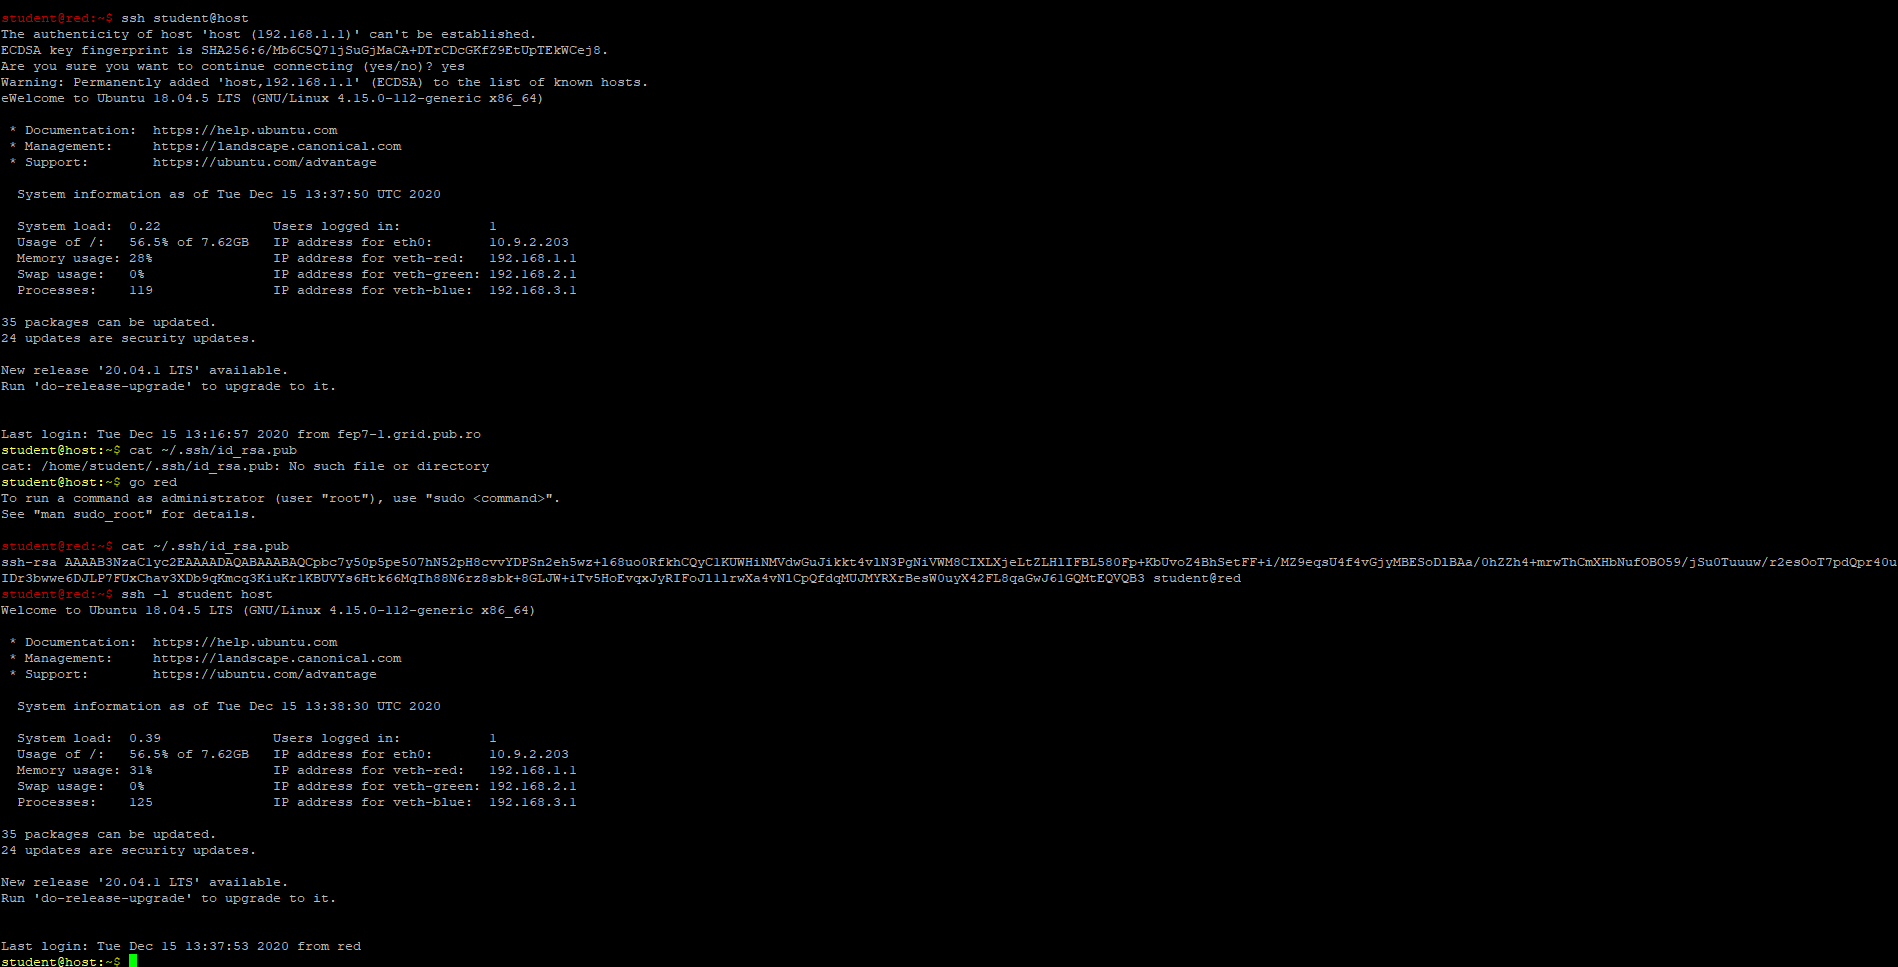 student@red:~$ ssh student@host
The authenticity of host 'host (192.168.1.1)' can't be established.
ECDSA key fingerprint is SHA256:6/Mb6C5Q71jSuGjMaCA+DTrCDcGKfZ9EtUpTEkWCej8.
Are you sure you want to continue connecting (yes/no)? yes
Warning: Permanently added 'host,192.168.1.1' (ECDSA) to the list of known hosts.
eWelcome to Ubuntu 18.04.5 LTS (GNU/Linux 4.15.0-112-generic x86_64)
* Documentation:  https://help.ubuntu.com
* Management:     https://landscape.canonical.com
* Support:        https://ubuntu.com/advantage
System information as of Tue Dec 15 13:37:50 UTC 2020
System load:  0.22              Users logged in:           1
Usage of /:   56.5% of 7.62GB   IP address for eth0:       10.9.2.203
Memory usage: 28%               IP address for veth-red:   192.168.1.1
Swap usage:   0%                IP address for veth-green: 192.168.2.1
Processes:    119               IP address for veth-blue:  192.168.3.1
35 packages can be updated.
24 updates are security updates.
New release '20.04.1 LTS' available.
Run 'do-release-upgrade' to upgrade to it.
Last login: Tue Dec 15 13:16:57 2020 from fep7-1.grid.pub.ro
student@host:~$ cat ~/.ssh/id_rsa.pub
cat: /home/student/.ssh/id_rsa.pub: No such file or directory
student@host:~$ go red
To run a command as administrator (user "root"), use "sudo <command>".
See "man sudo_root" for details.
student@red:~$ cat ~/.ssh/id_rsa.pub
ssh-rsa AAAAB3NzaC1yc2EAAAADAQABAAABAQCpbc7y50p5pe507hN52pH8cvvYDPSn2eh5wz+l68uo0RfkhCQyClKUWHiNMVdwGuJikkt4vlN3PgNiVWM8CIXLXjeLtZLHlIFBL580Fp+KbUvoZ4BhSetFF+i/MZ9eqsU4f4vGjyMBESoDlBAa/0hZZh4+mrwThCmXHbNufOBO59/jSu0Tuuuw/r2esOoT7pdQpr40u
IDr3bwwe6DJLP7FUxChav3XDb9qKmcq3KiuKr1KBUVYs6Htk66MqIh88N6rz8sbk+8GLJW+iTv5HoEvqxJyRIFoJl1lrwXa4vNlCpQfdqMUJMYRXrBesW0uyX42FL8qaGwJ61GQMtEQVQB3 student@red
student@red:~$ ssh -l student host
Welcome to Ubuntu 18.04.5 LTS (GNU/Linux 4.15.0-112-generic x86_64)
* Documentation:  https://help.ubuntu.com
* Management:     https://landscape.canonical.com
* Support:        https://ubuntu.com/advantage
System information as of Tue Dec 15 13:38:30 UTC 2020
System load:  0.39              Users logged in:           1
Usage of /:   56.5% of 7.62GB   IP address for eth0:       10.9.2.203
Memory usage: 31%               IP address for veth-red:   192.168.1.1
Swap usage:   0%                IP address for veth-green: 192.168.2.1
Processes:    125               IP address for veth-blue:  192.168.3.1
35 packages can be updated.
24 updates are security updates.
New release '20.04.1 LTS' available.
Run 'do-release-upgrade' to upgrade to it.
Last login: Tue Dec 15 13:37:53 2020 from red
student@host:~$